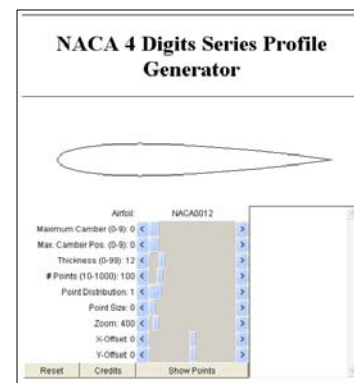 NACA 4 Digits Series Profile
Generator
Airfoil: NACA0012
Maximum Camber (0-9): 0
Max. Camber Pos. (0-9): 0
Thickness (0-99): 12
# Points (10-1000): 100
Point Distribution: 1
Point Size: 0
Zoom: 400
X-Offset: 0
Y-Offset: 0
Reset Credits Show Points